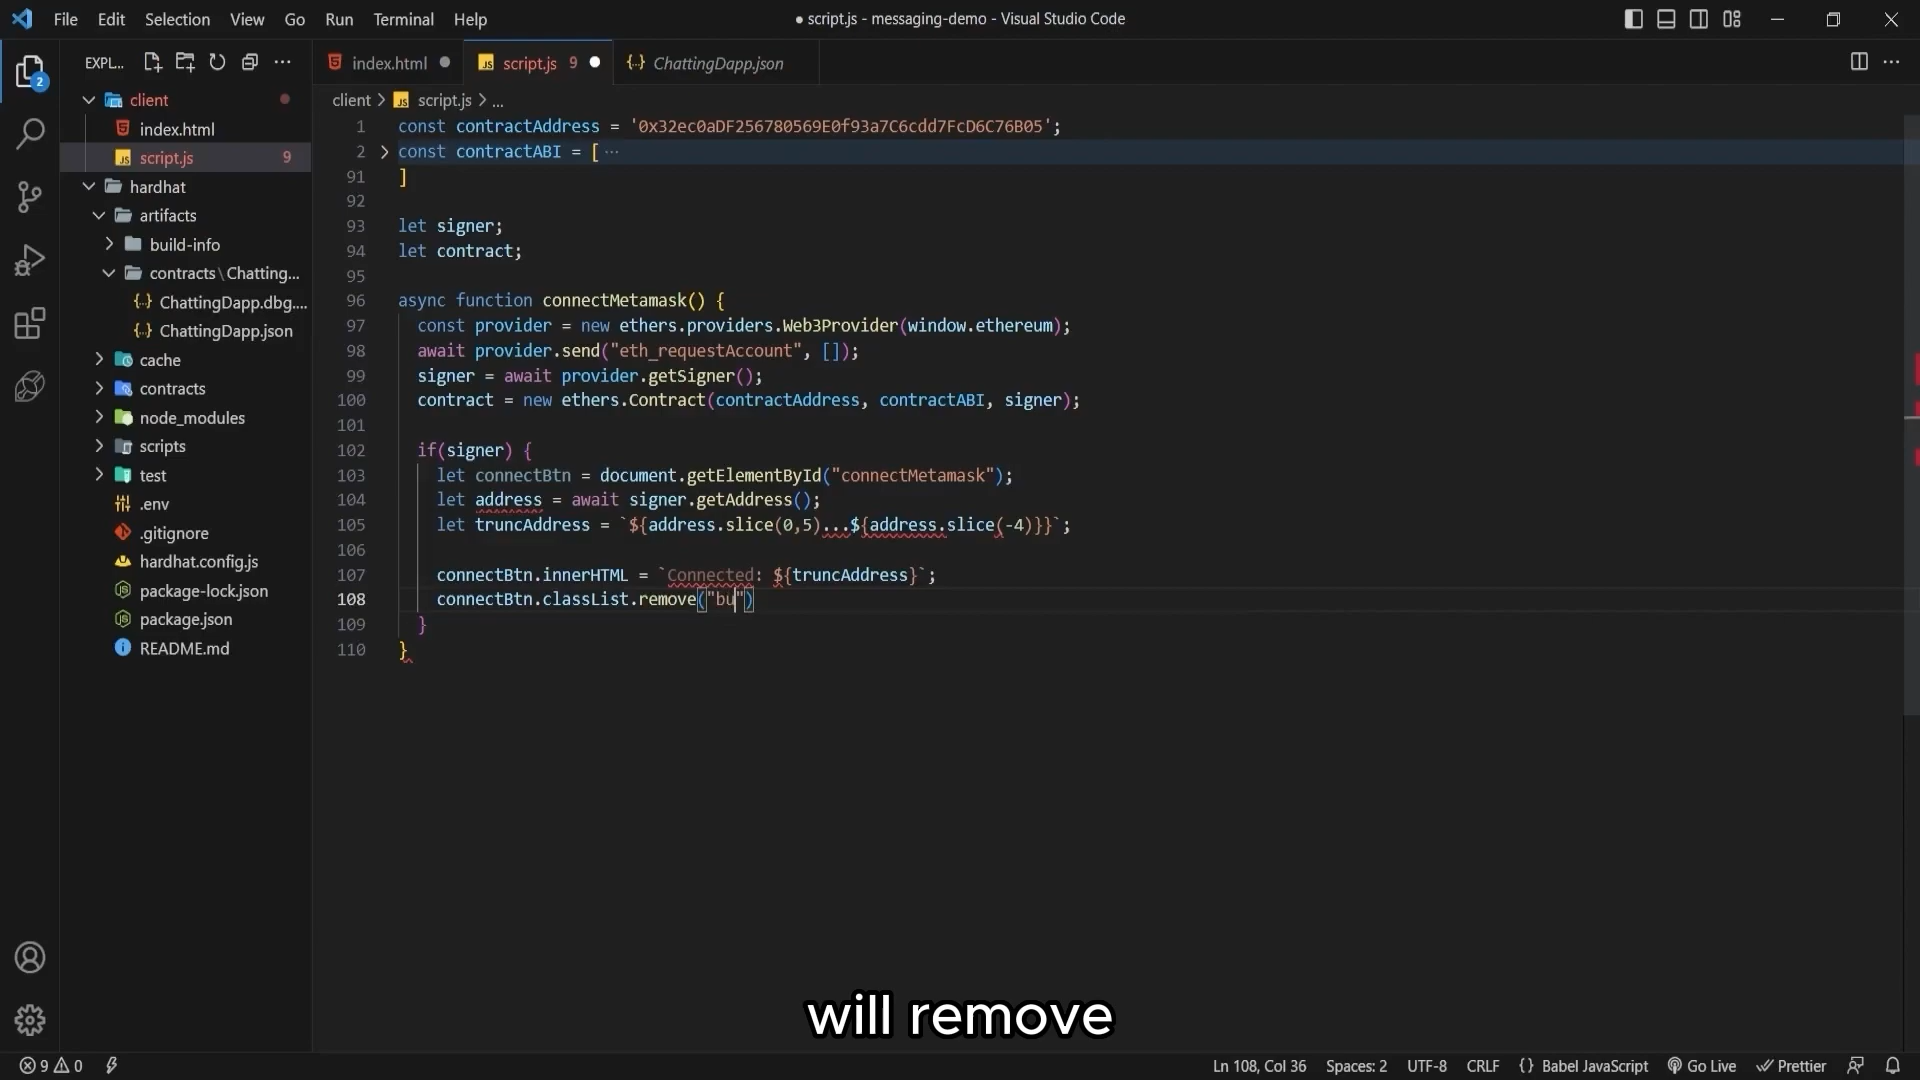 File Edit Selection View Go Run Terminal Help
● script.js - messaging-demo - Visual Studio Code
EXPL...
index.html
script.js 9
ChattingDapp.json
client > script.js > ...
2
client
index.html
script.js 9
hardhat
artifacts
build-info
contracts \ Chatting...
ChattingDapp.dbg....
ChattingDapp.json
cache
contracts
node_modules
scripts
test
.env
.gitignore
hardhat.config.js
package-lock.json
package.json
README.md
1 const contractAddress = '0x32ec0aDF256780569E0f93a7C6cdd7FcD6C76B05';
2 const contractABI = [ ...
91 ]
92
93 let signer;
94 let contract;
95
96 async function connectMetamask() {
97 const provider = new ethers.providers.Web3Provider(window.ethereum);
98 await provider.send("eth_requestAccount", []);
99 signer = await provider.getSigner();
100 contract = new ethers.Contract(contractAddress, contractABI, signer);
101
102 if(signer) {
103 let connectBtn = document.getElementById("connectMetamask");
104 let address = await signer.getAddress();
105 let truncAddress = `${address.slice(0,5)...${address.slice(-4)}}`;
106
107 connectBtn.innerHTML = `Connected: ${truncAddress}`;
108 connectBtn.classList.remove("bu")
109 }
110 }
will remove
9 0
Ln 108, Col 36 Spaces: 2 UTF-8 CRLF {} Babel JavaScript Go Live Prettier